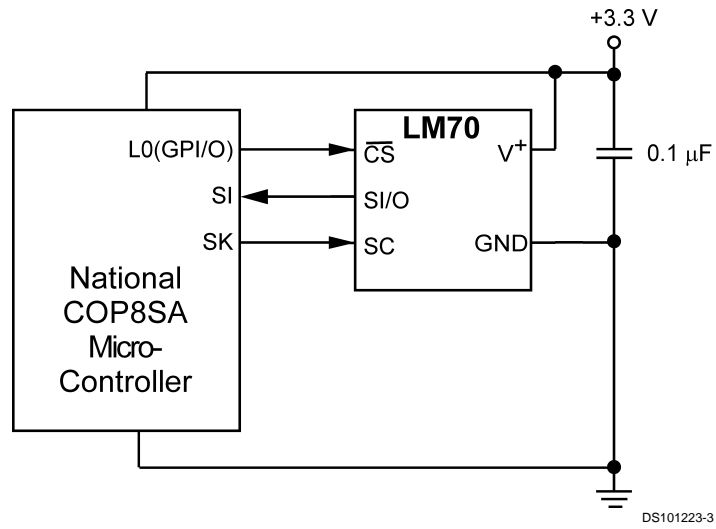 +3.3 V
LM70
L0(GPI/O)
CS
V+
0.1 μF
SI
SI/O
SK
SC
GND
National
COP8SA
Micro-
Controller
DS101223-3